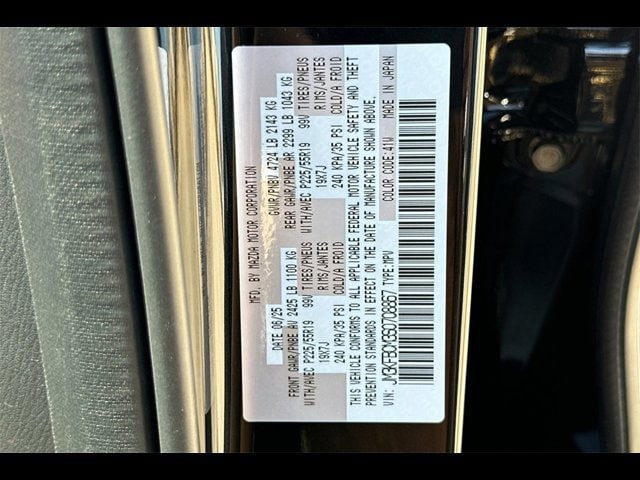 MFD. BY MAZDA MOTOR CORPORATION
DATE 06/25 GVWR/PNBV 4724 LB 2143 KG
FRONT GAWR/PNBE AV 2425 LB 1100 KG REAR GAWR/PNBE AR 2299 LB 1043 KG
WITH/AVEC P225/55R19 99V TIRES/PNEUS WITH/AVEC P225/55R19 99V TIRES/PNEUS
19X7J RIMS/JANTES 19X7J RIMS/JANTES
240 KPA/35 PSI COLD/A FROID 240 KPA/35 PSI COLD/A FROID
THIS VEHICLE CONFORMS TO ALL APPLICABLE FEDERAL MOTOR VEHICLE SAFETY AND THEFT
PREVENTION STANDARDS IN EFFECT ON THE DATE OF MANUFACTURE SHOWN ABOVE.
VIN: JM3KFBCM3S0708867 TYPE:MPV COLOR CODE:41W MADE IN JAPAN